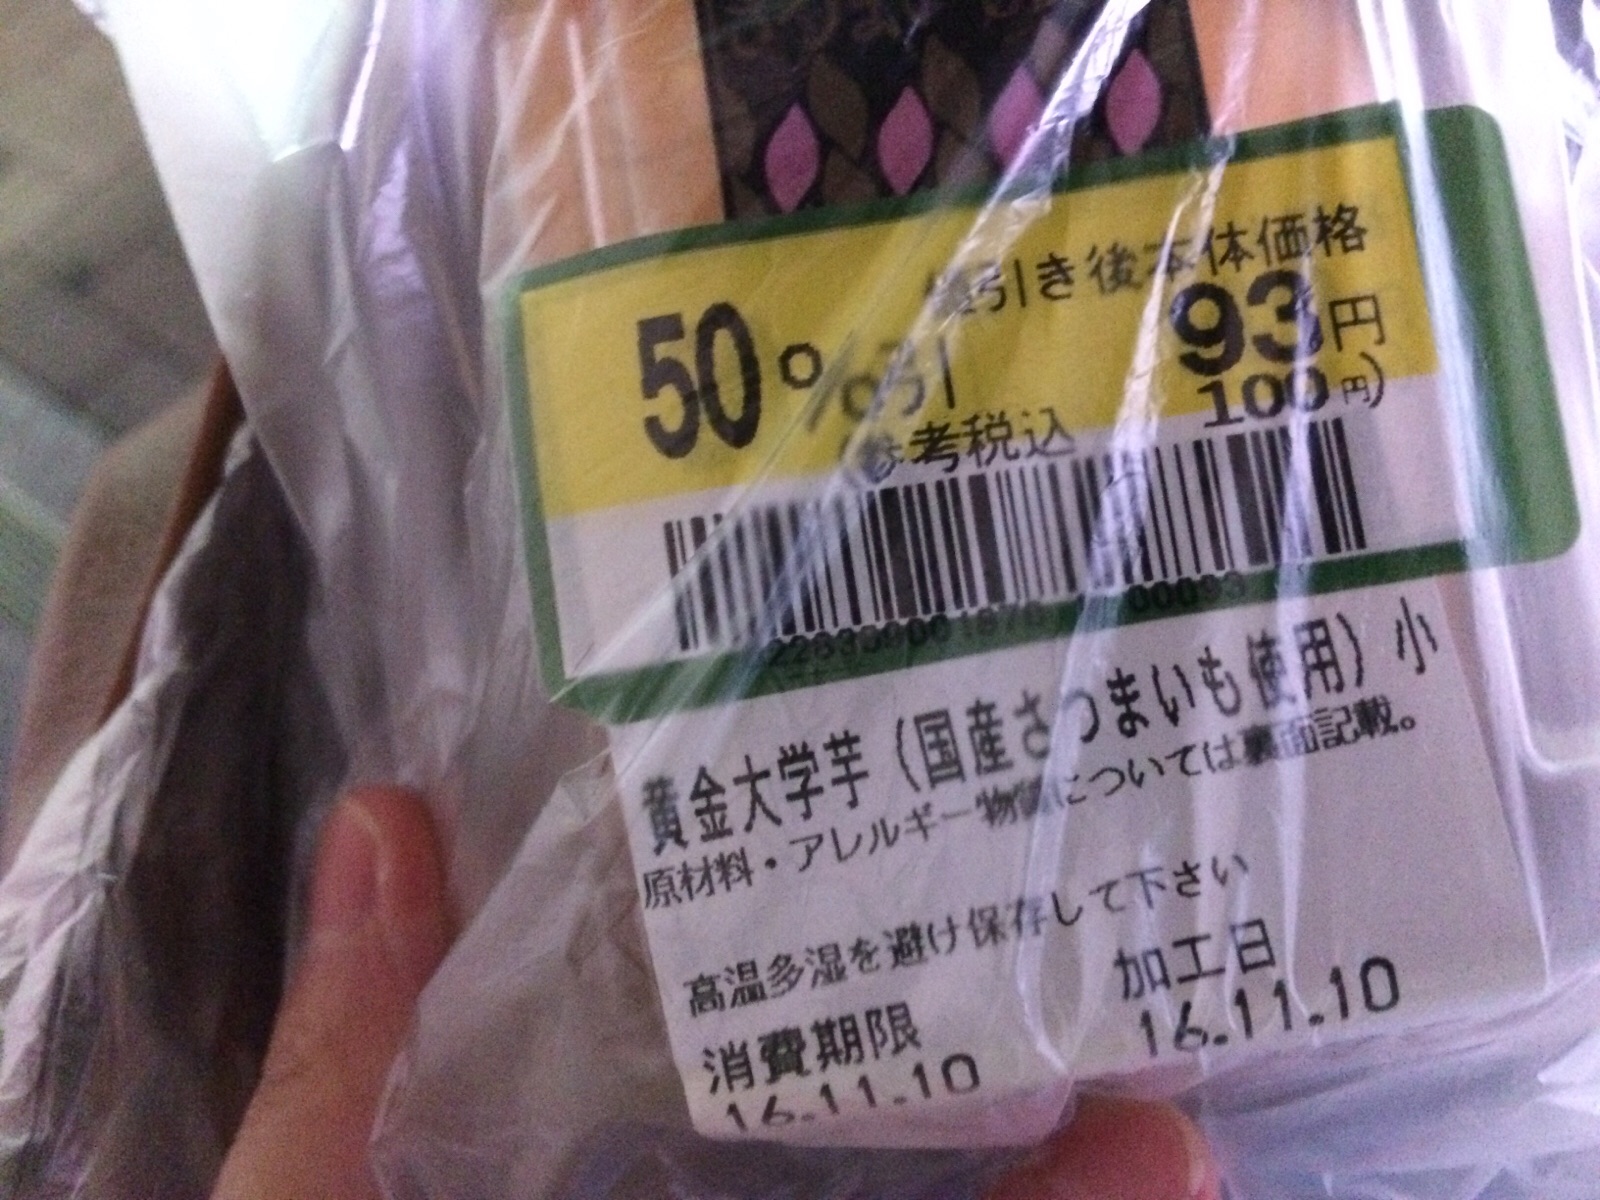 値引き後本体価格
50%引 93円
(参考税込 100円)
黄金大学芋(国産さつまいも使用)小
原材料・アレルギー物質については裏面記載。
高温多湿を避け保存して下さい
消費期限 加工日
16.11.10 16.11.10